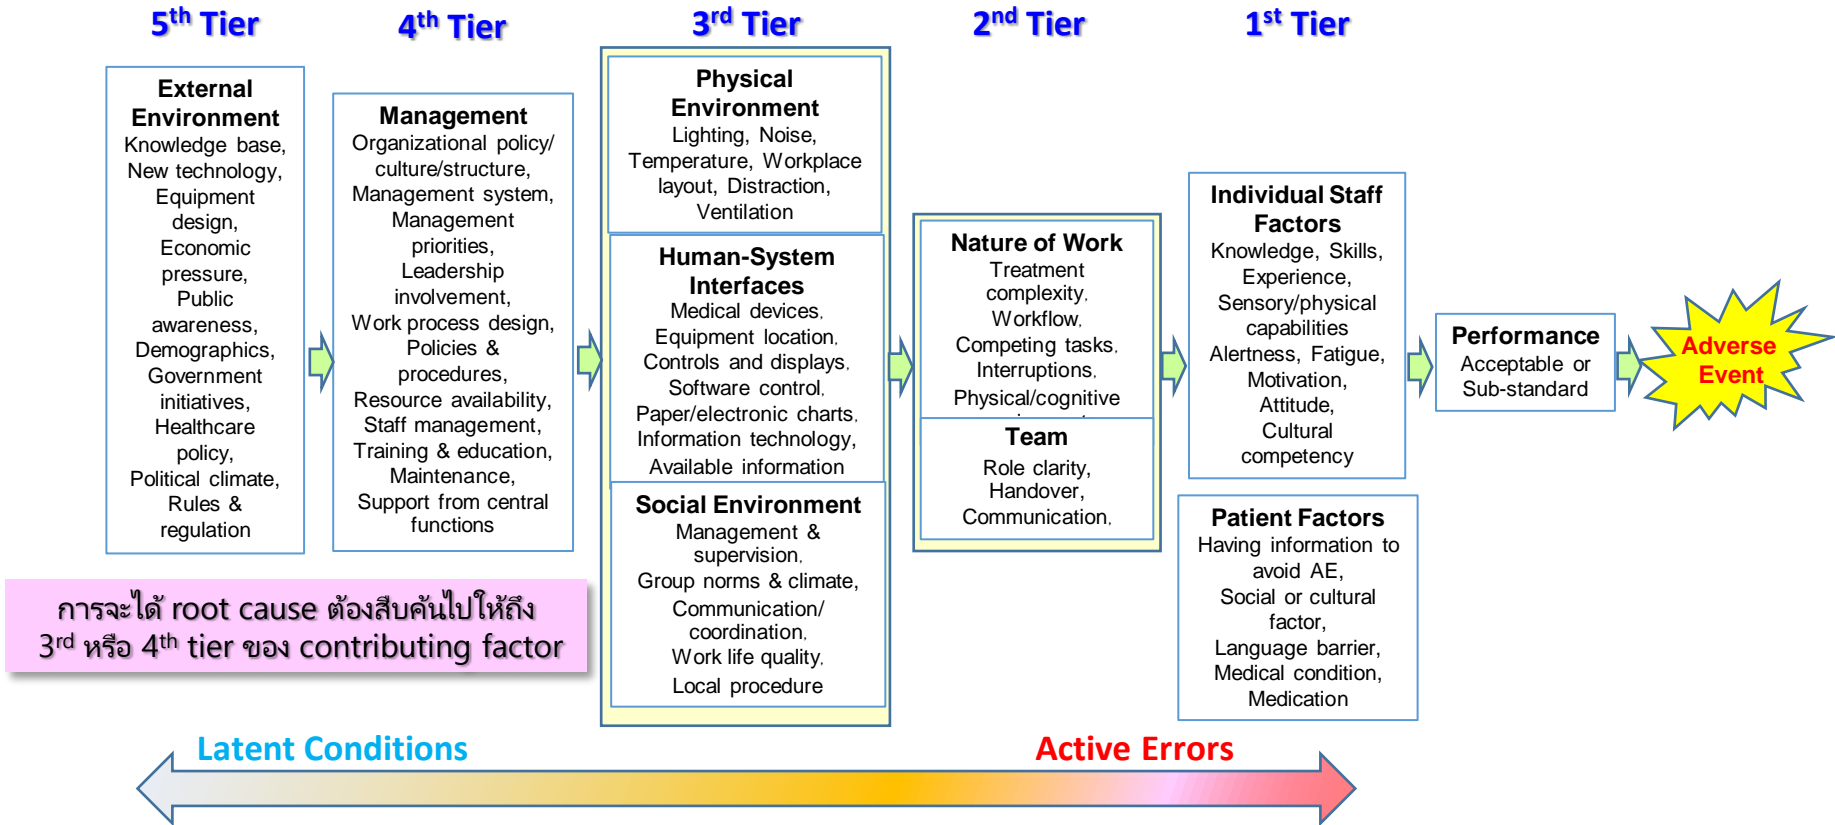 5th Tier
4th Tier
3rd Tier
2nd Tier
1st Tier
External
Environment
Knowledge base,
New technology,
Equipment
design,
Economic
pressure,
Public
awareness,
Demographics,
Government
initiatives,
Healthcare
policy,
Political climate,
Rules &
regulation
Management
Organizational policy/
culture/structure,
Management system,
Management
priorities,
Leadership
involvement,
Work process design,
Policies &
procedures,
Resource availability,
Staff management,
Training & education,
Maintenance,
Support from central
functions
Physical
Environment
Lighting, Noise,
Temperature, Workplace
layout, Distraction,
Ventilation
Human-System
Interfaces
Medical devices,
Equipment location,
Controls and displays,
Software control,
Paper/electronic charts,
Information technology,
Available information
Social Environment
Management &
supervision,
Group norms & climate,
Communication/
coordination,
Work life quality,
Local procedure
Nature of Work
Treatment
complexity,
Workflow,
Competing tasks,
Interruptions,
Physical/cognitive
Team
Role clarity,
Handover,
Communication,
Individual Staff
Factors
Knowledge, Skills,
Experience,
Sensory/physical
capabilities
Alertness, Fatigue,
Motivation,
Attitude,
Cultural
competency
Patient Factors
Having information to
avoid AE,
Social or cultural
factor,
Language barrier,
Medical condition,
Medication
Performance
Acceptable or
Sub-standard
Adverse
Event
การจะได้ root cause ต้องสืบค้นไปให้ถึง
3rd หรือ 4th tier ของ contributing factor
Latent Conditions
Active Errors